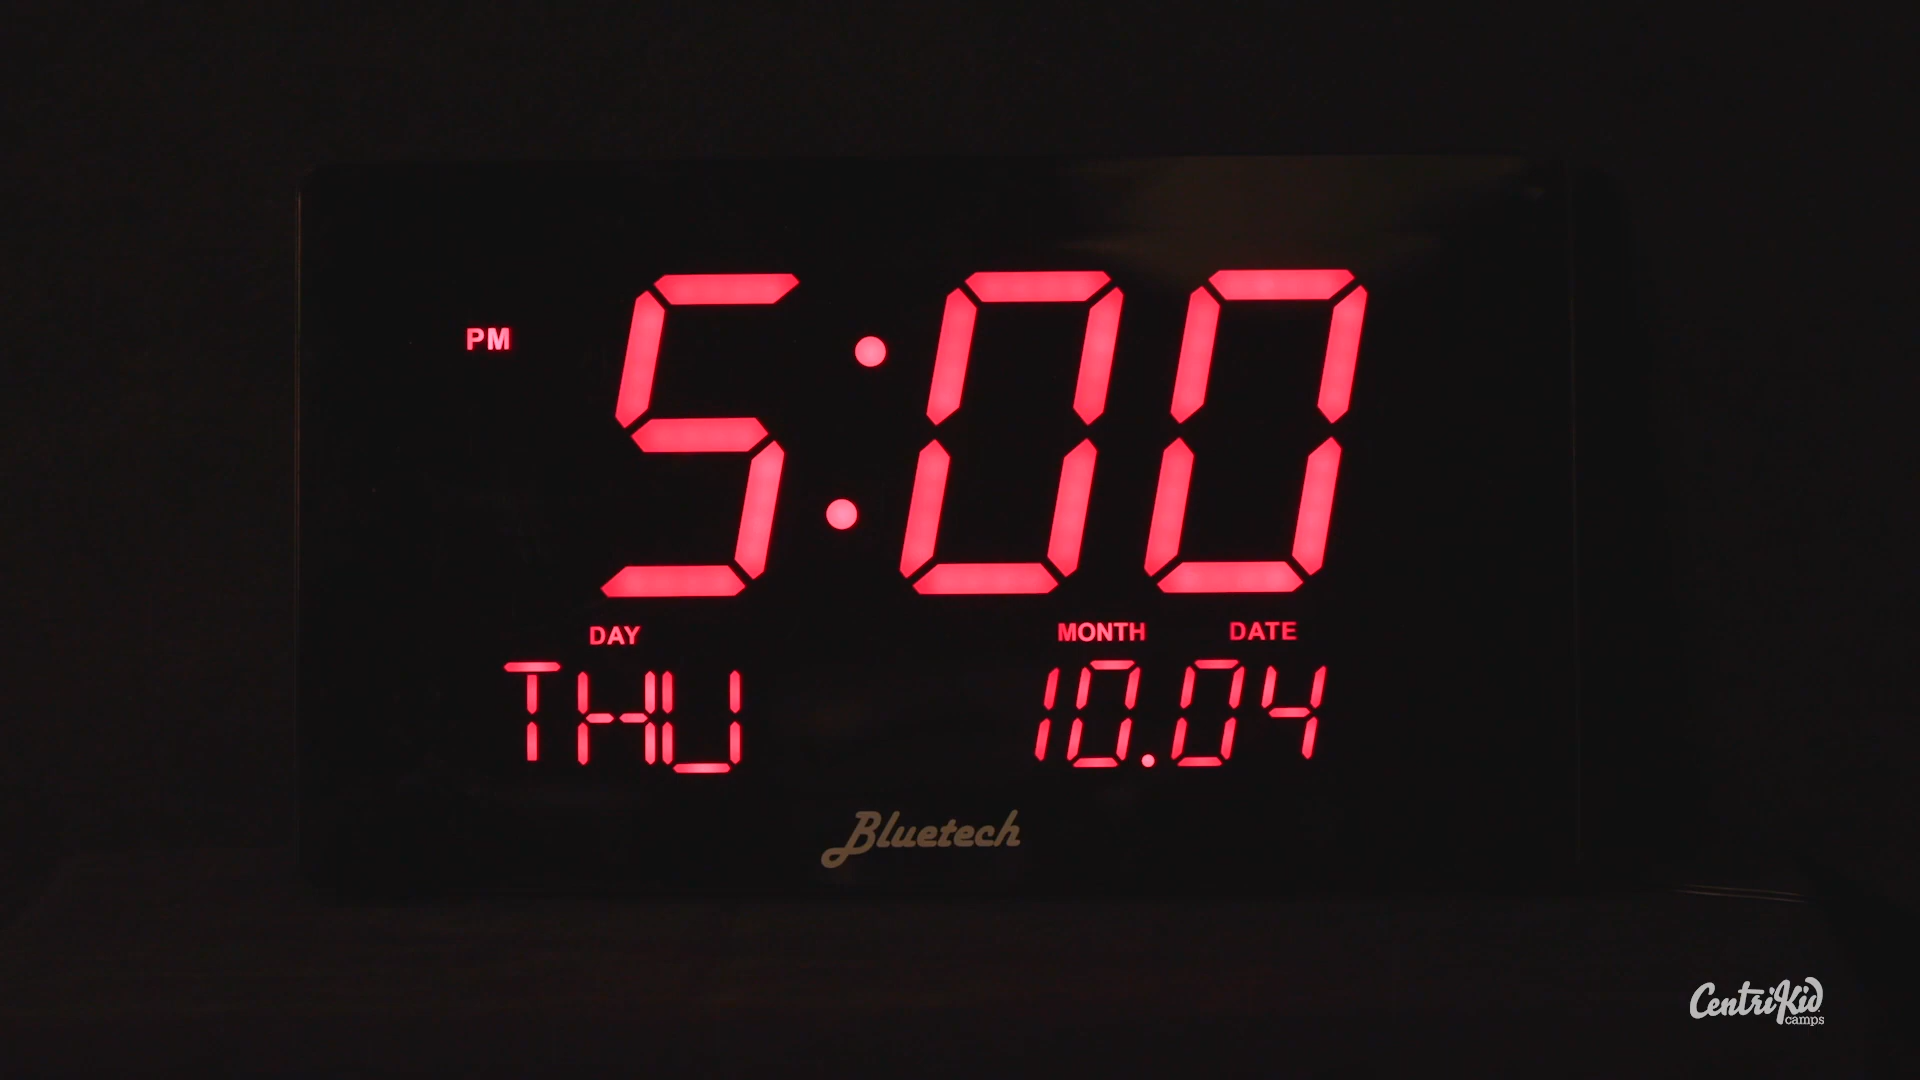 PM
5:00
DAY
MONTH DATE
THU
10.04
Bluetech
CentriKid
camps